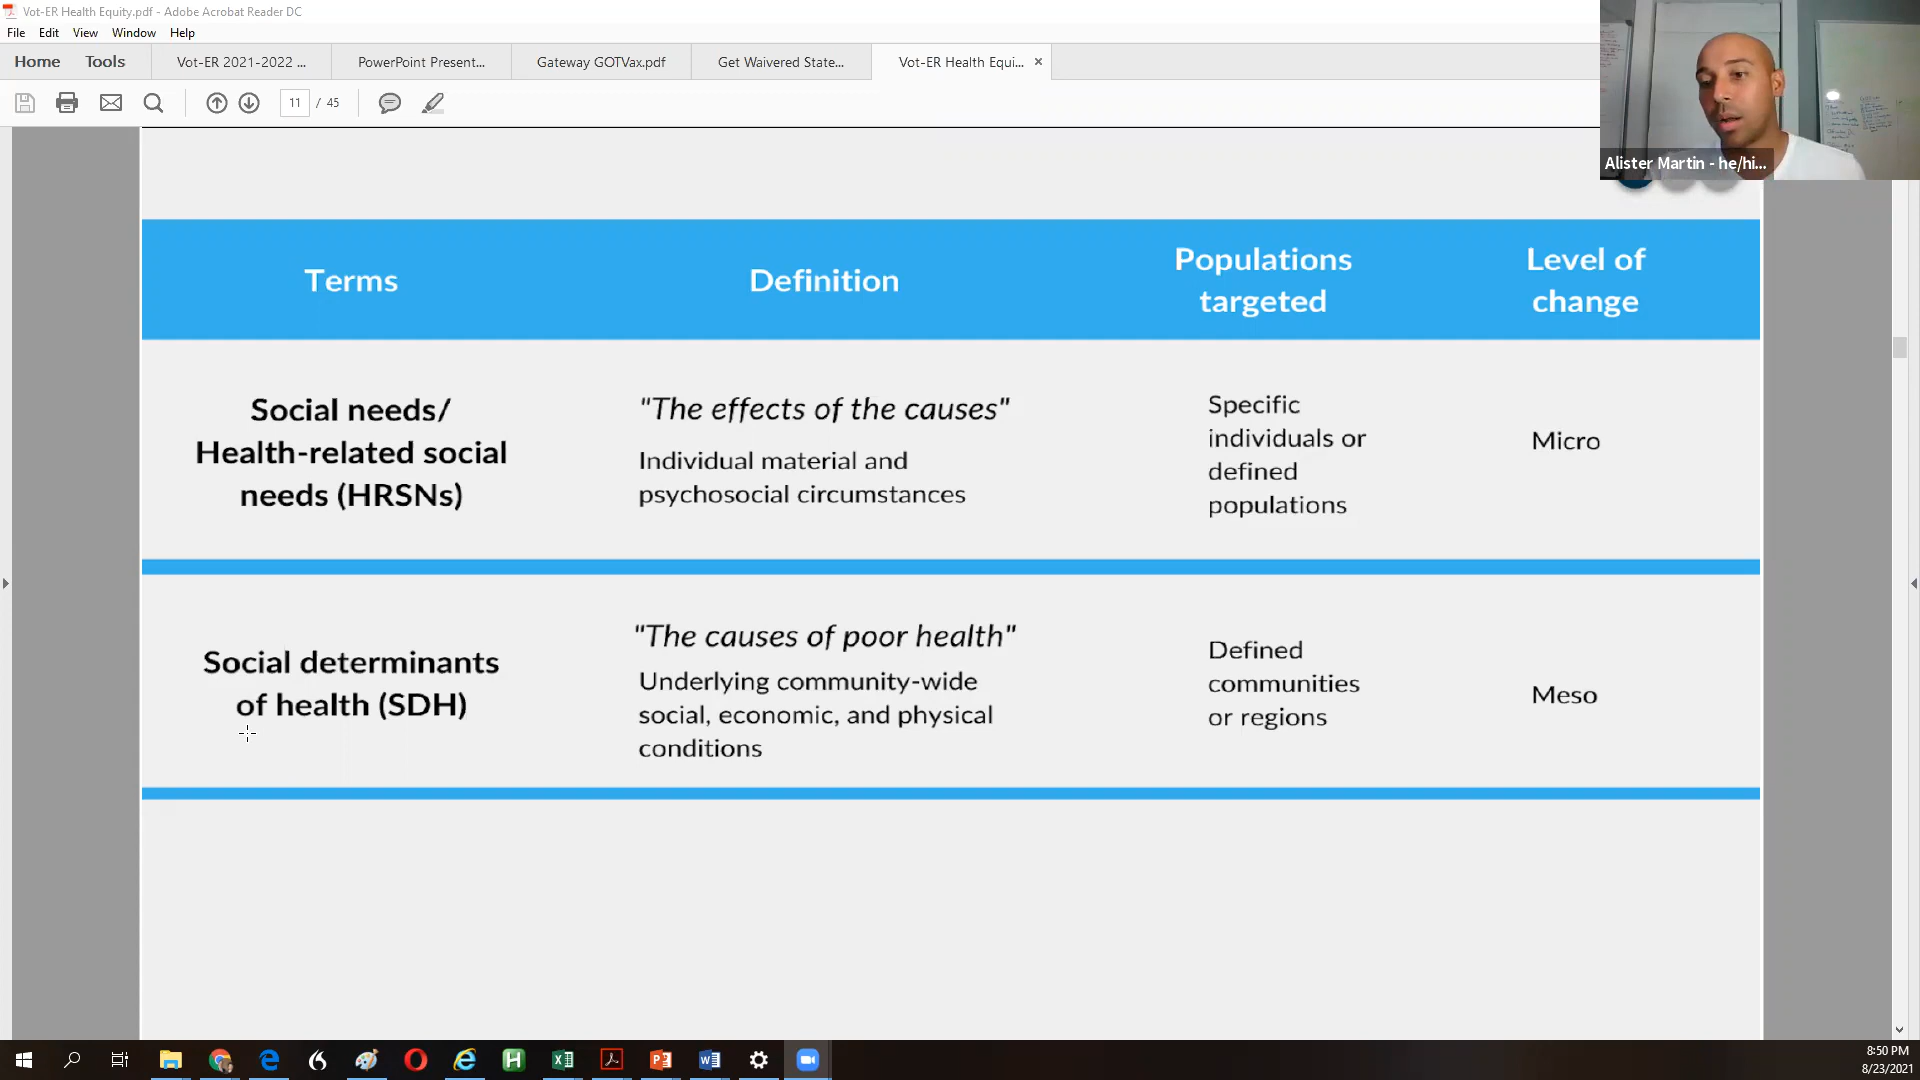 Vot-ER Health Equity.pdf - Adobe Acrobat Reader DC
File Edit View Window Help
Home Tools Vot-ER 2021-2022 ... PowerPoint Present... Gateway GOTVax.pdf Get Waivered State... Vot-ER Health Equi... ×
11 / 45
Alister Martin - he/hi...
Terms
Definition
Populations
targeted
Level of
change
Social needs/
Health-related social
needs (HRSNs)
"The effects of the causes"
Individual material and
psychosocial circumstances
Specific
individuals or
defined
populations
Micro
Social determinants
of health (SDH)
"The causes of poor health"
Underlying community-wide
social, economic, and physical
conditions
Defined
communities
or regions
Meso
8:50 PM
8/23/2021